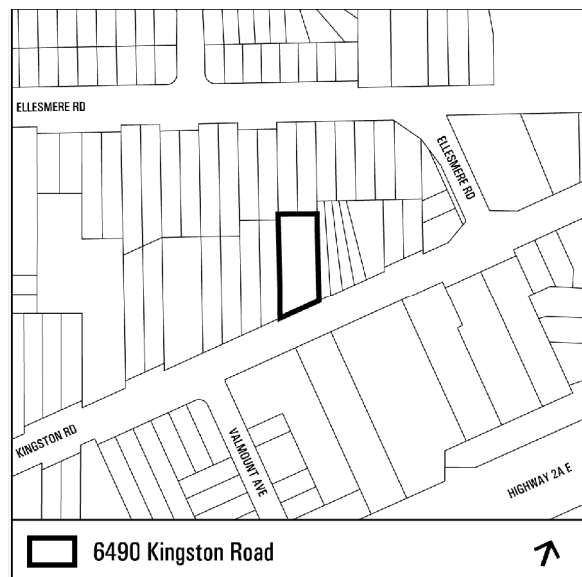 ELLESMERE RD
ELLESMERE RD
KINGSTON RD
VALMOUNT AVE
HIGHWAY 2A E
6490 Kingston Road